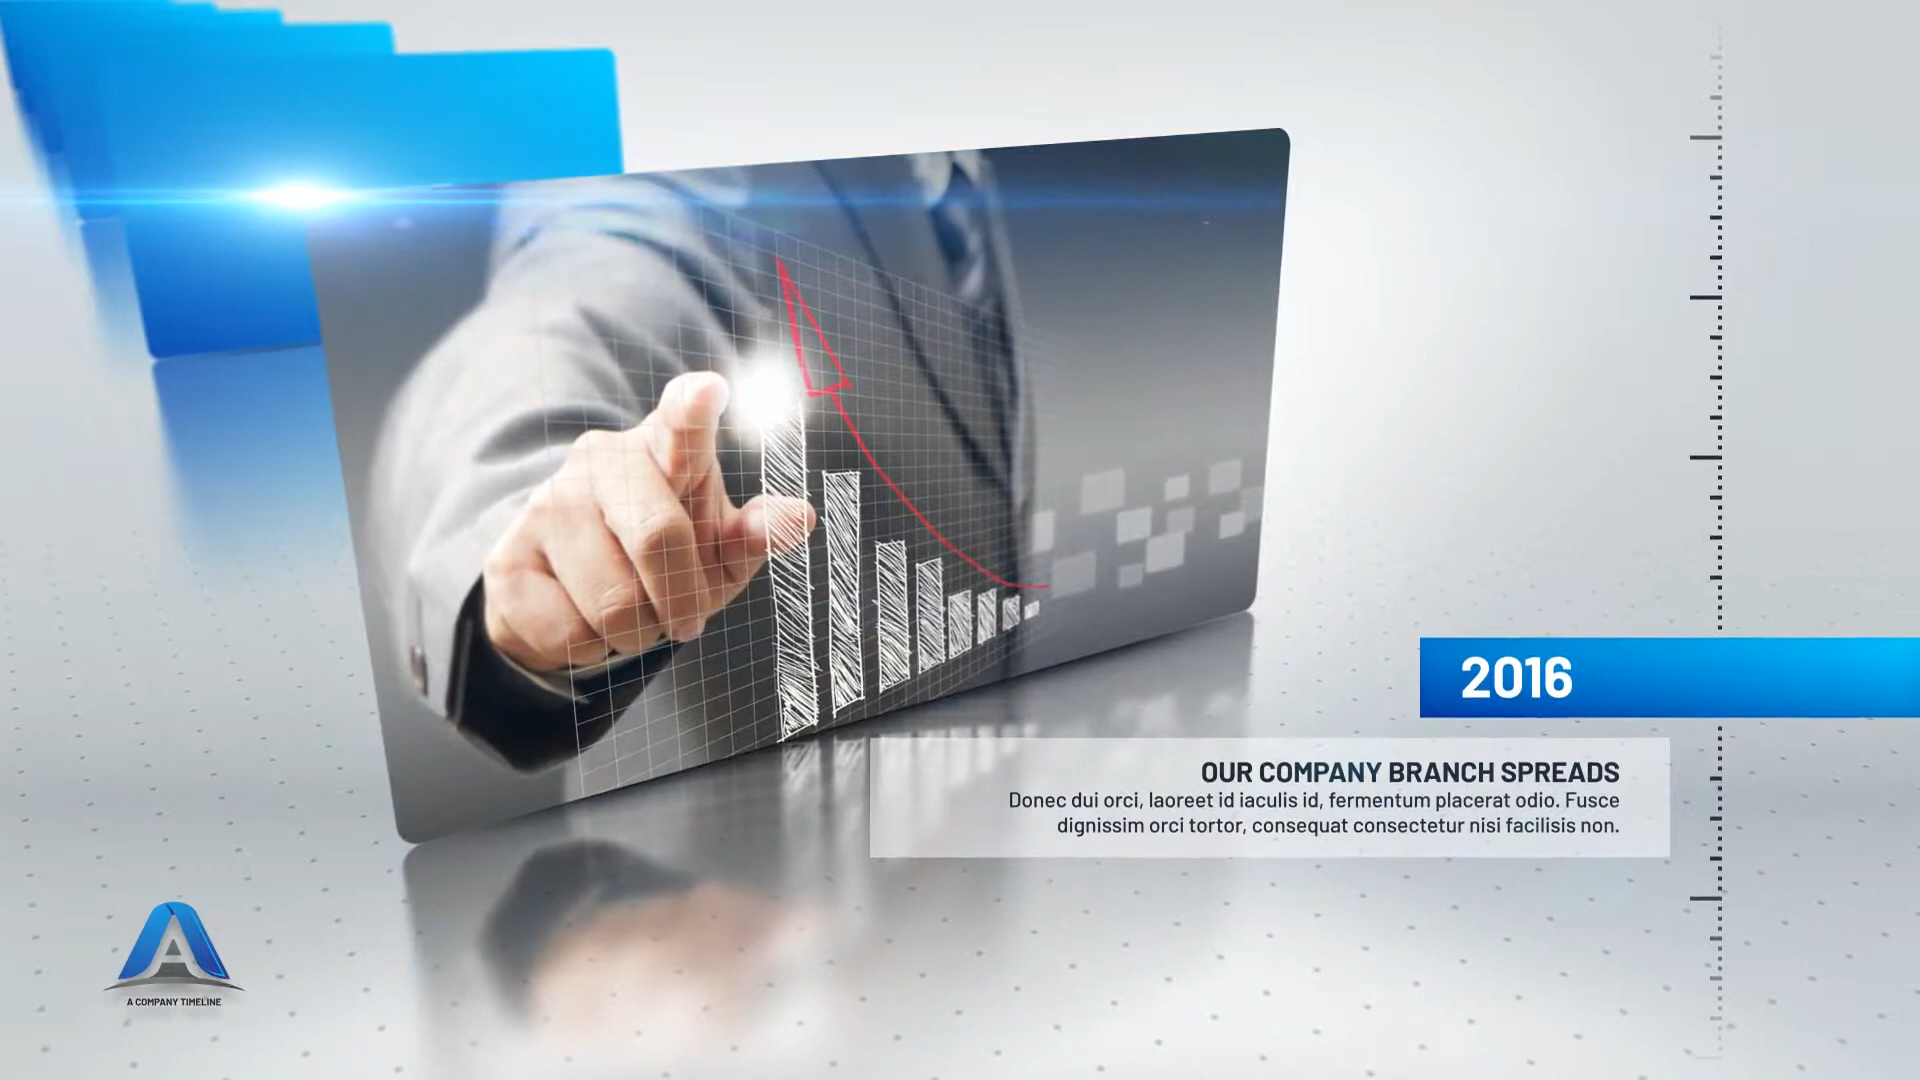 2016
OUR COMPANY BRANCH SPREADS
Donec dui orci, laoreet id iaculis id, fermentum placerat odio. Fusce
dignissim orci tortor, consequat consectetur nisi facilisis non.
A
A COMPANY TIMELINE